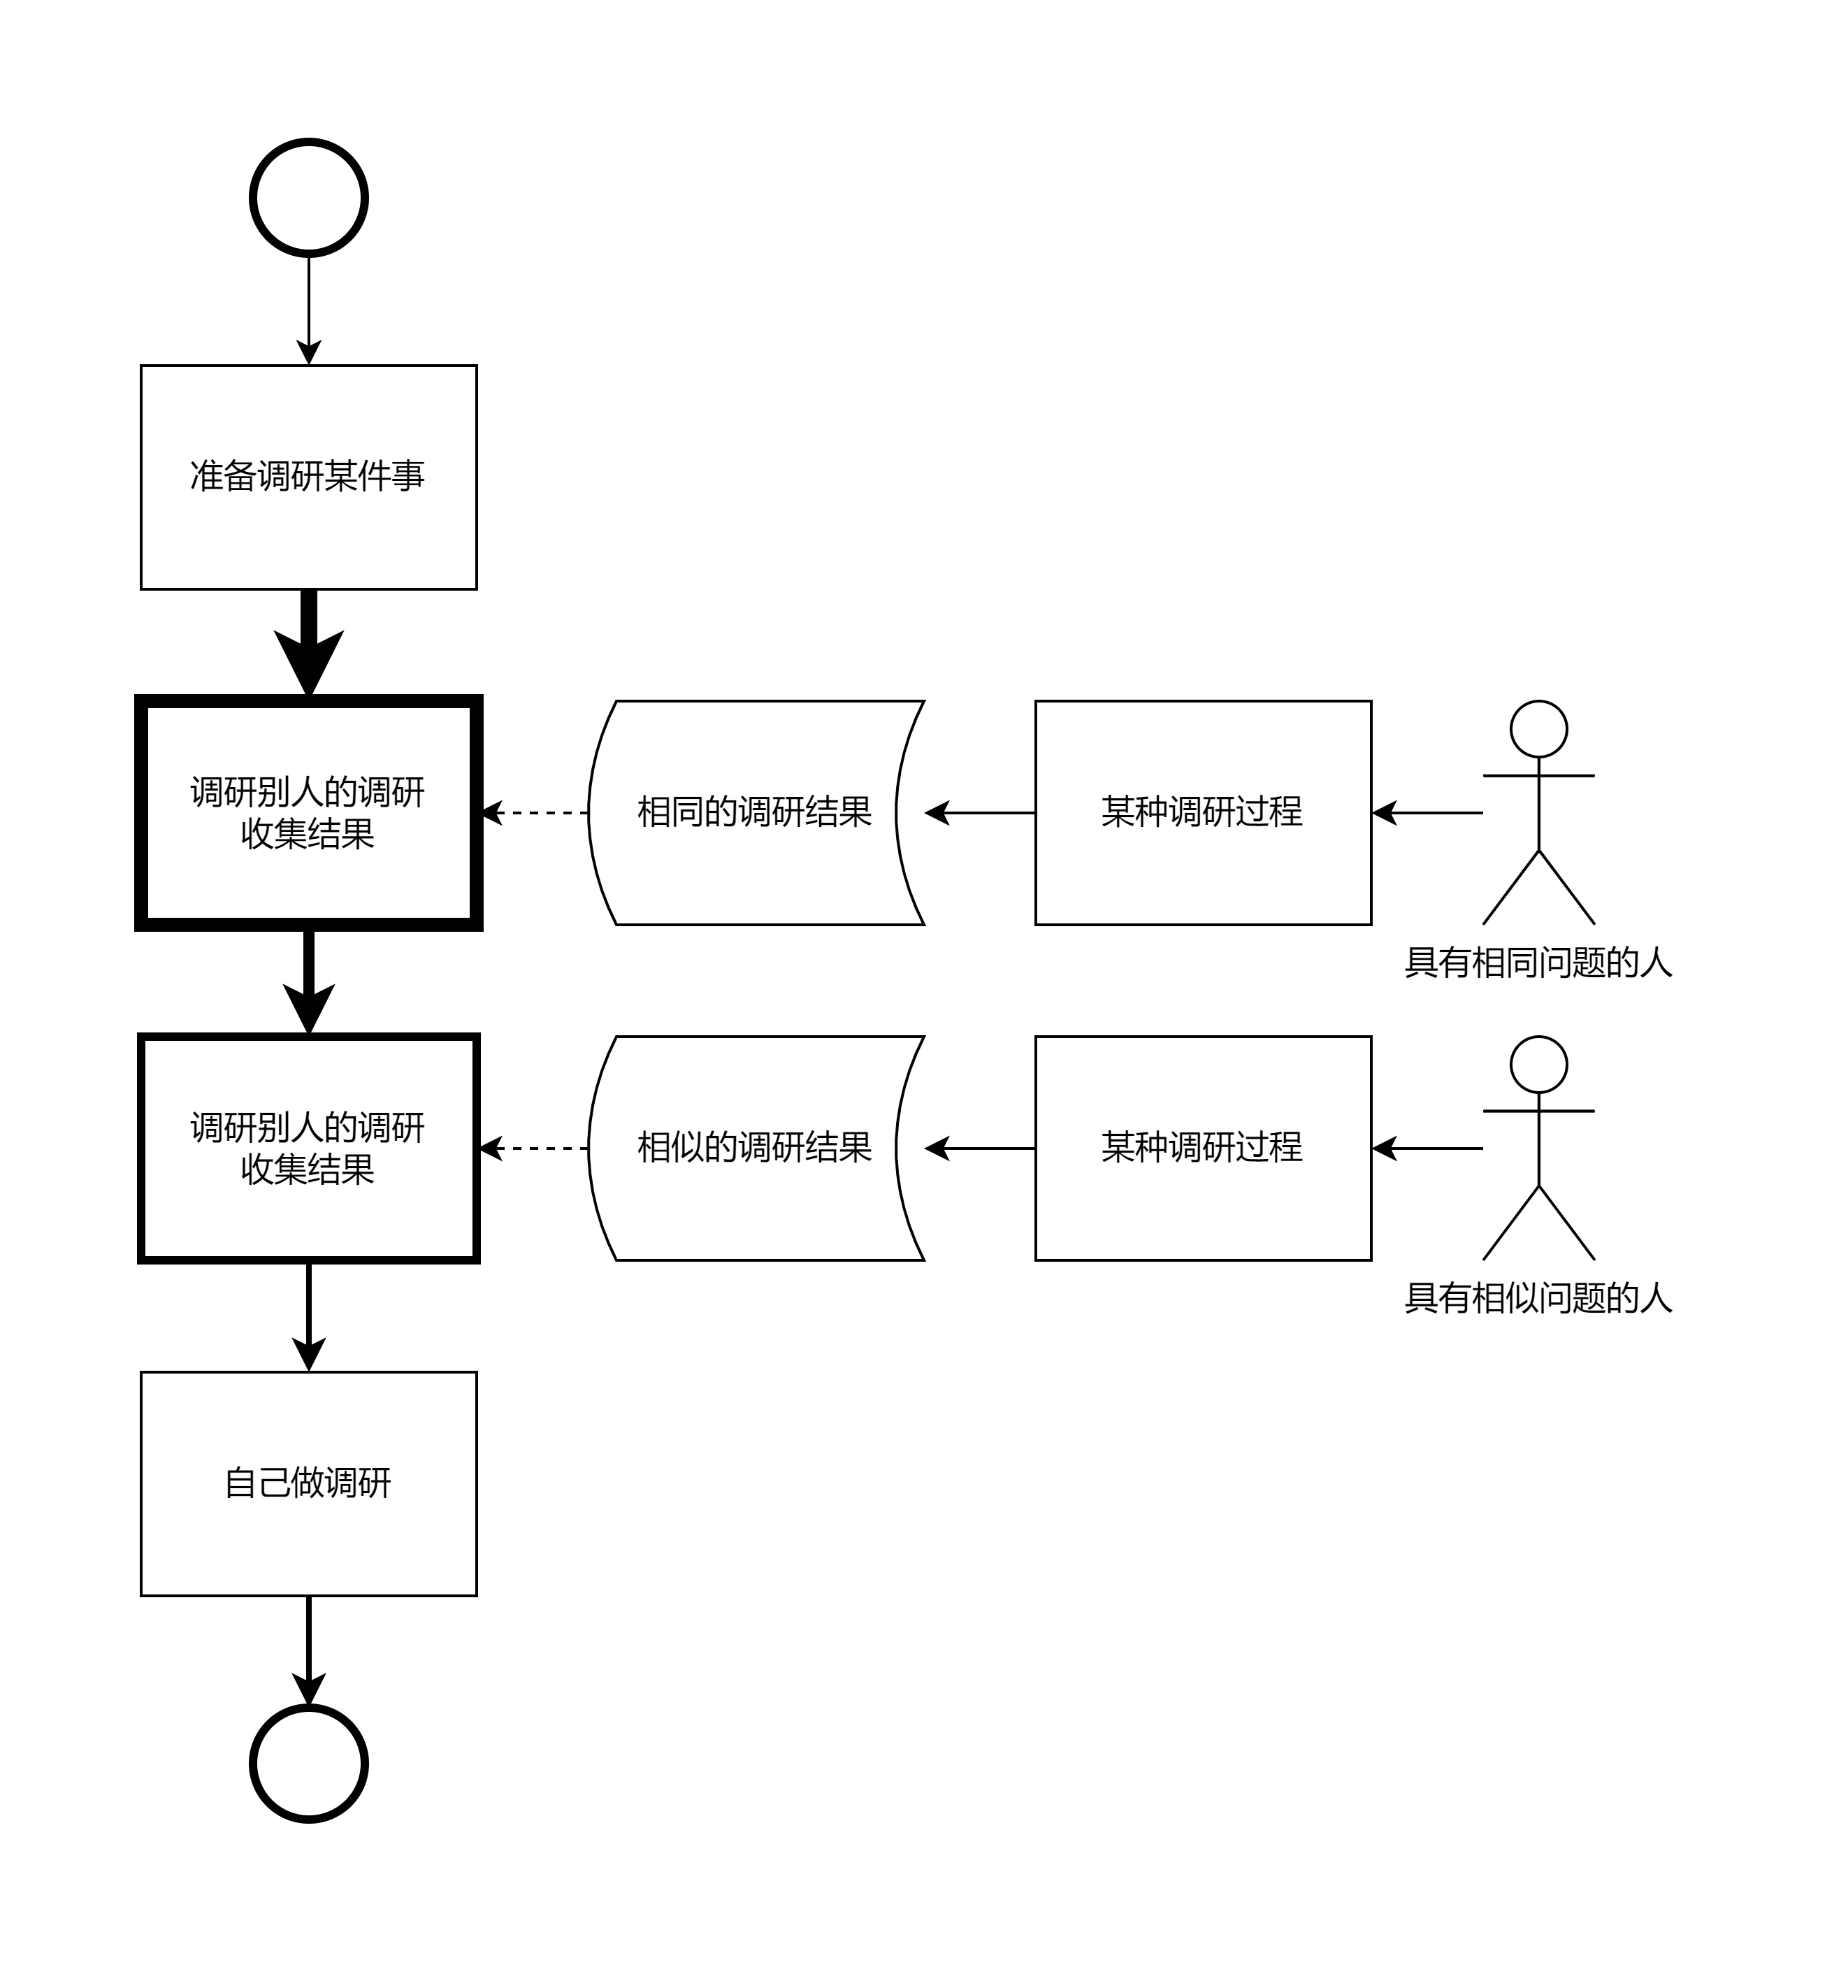 准备调研某件事
调研别人的调研
收集结果
相同的调研结果
某种调研过程
具有相同问题的人
调研别人的调研
收集结果
相似的调研结果
某种调研过程
具有相似问题的人
自己做调研